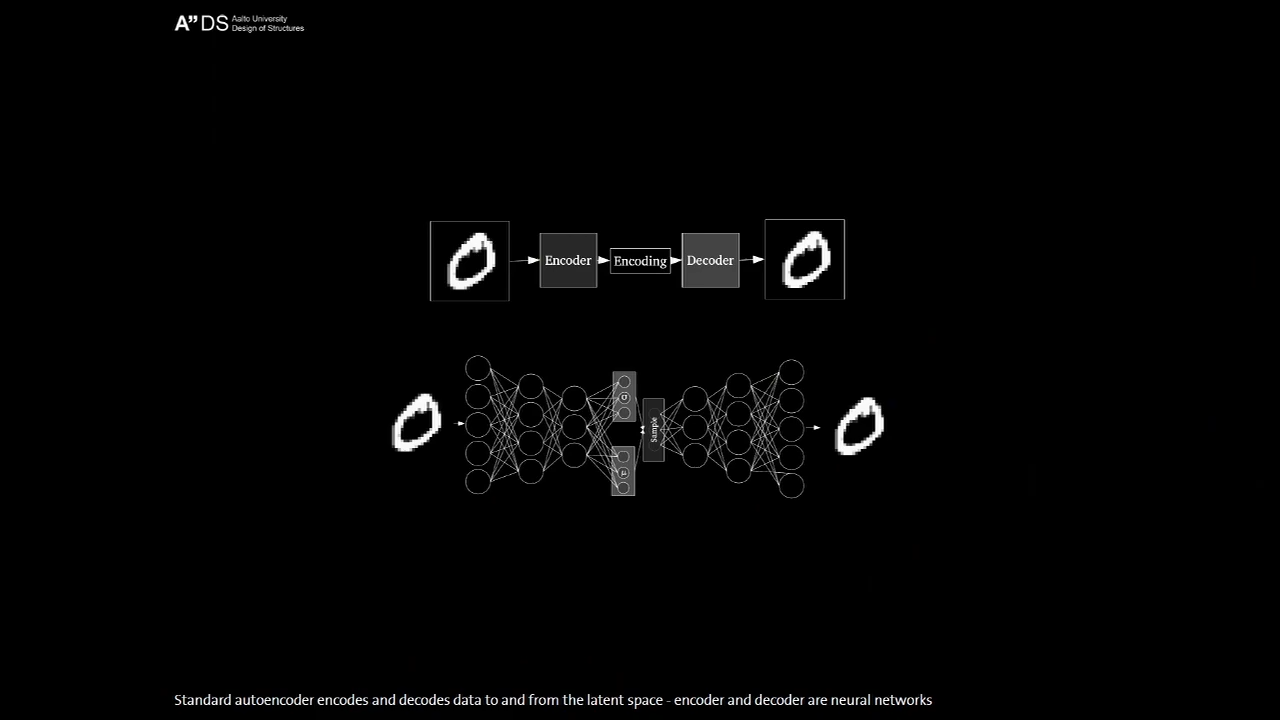 A” DS Aalto University
Design of Structures
Encoder
Encoding
Decoder
σ
Sample
μ
Standard autoencoder encodes and decodes data to and from the latent space - encoder and decoder are neural networks